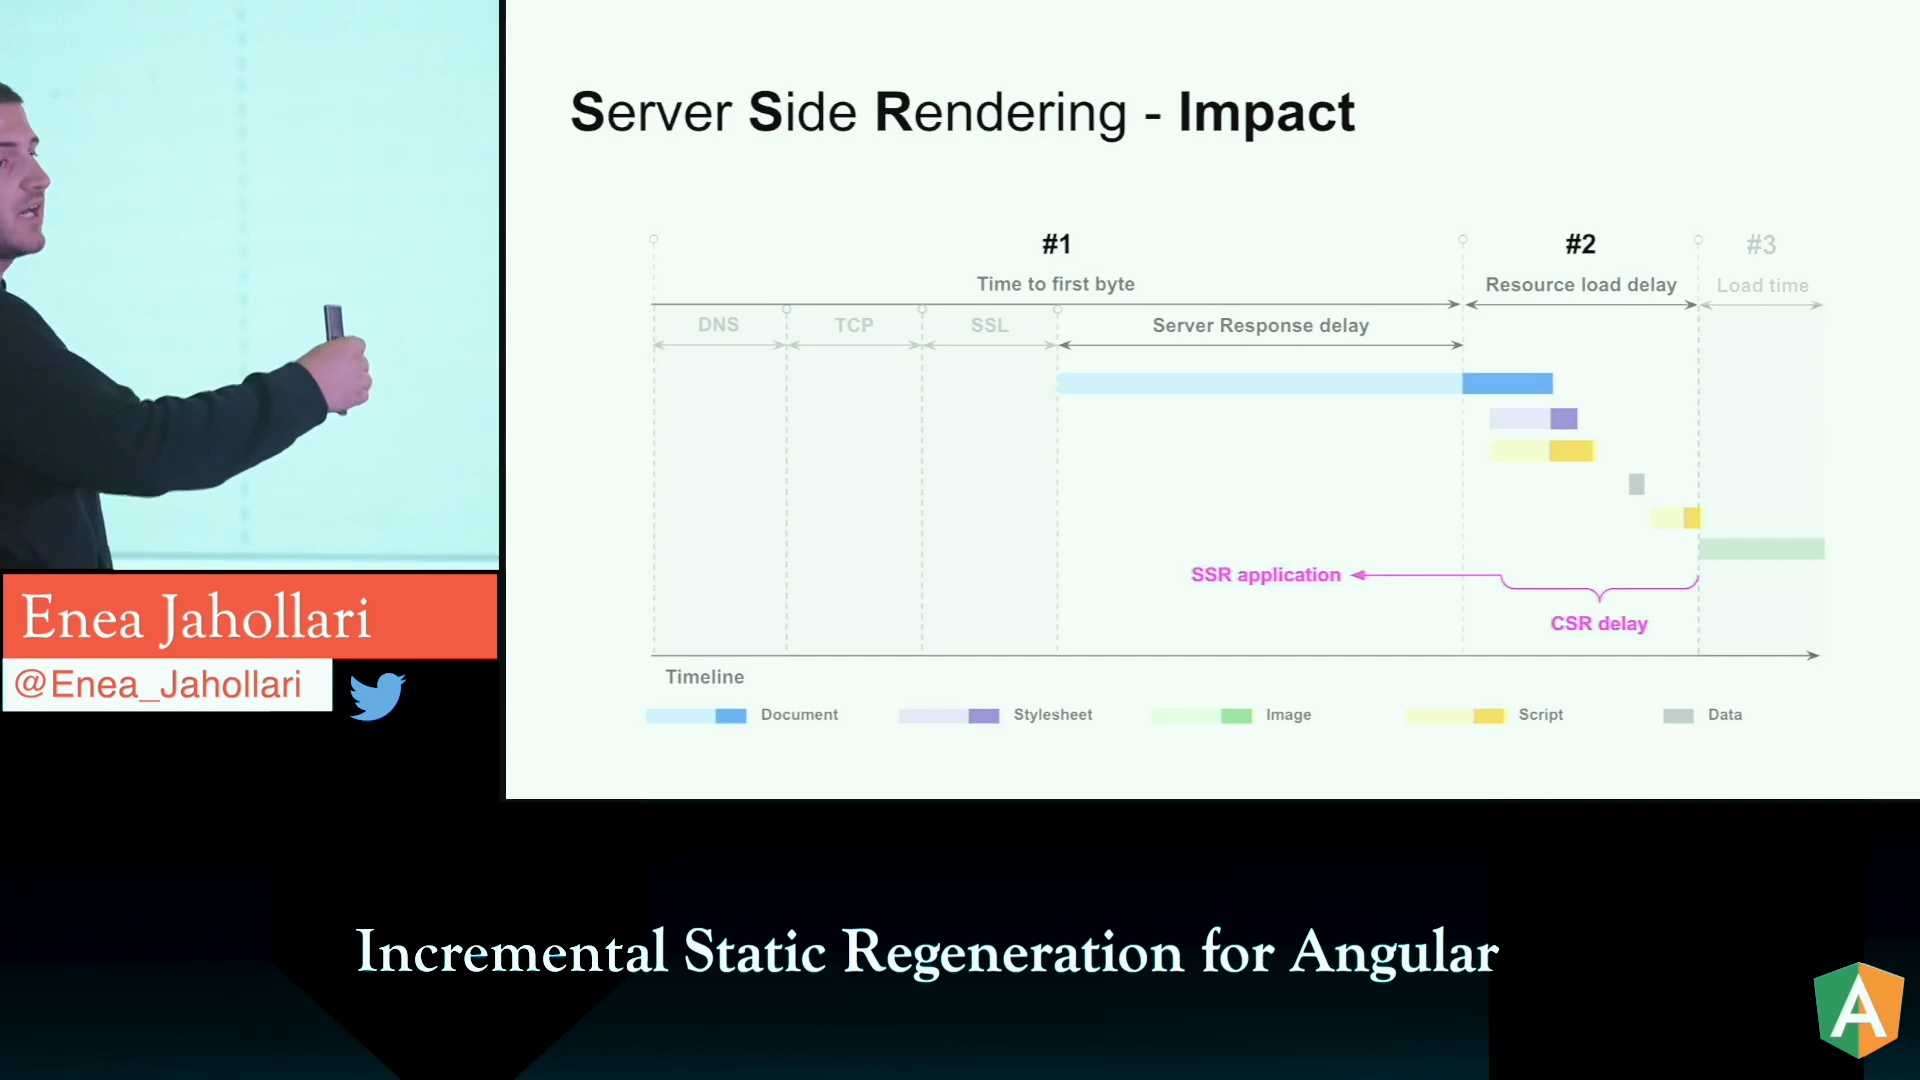 Server Side Rendering - Impact
#1
#2
#3
Time to first byte
Resource load delay
Load time
DNS
TCP
SSL
Server Response delay
SSR application
CSR delay
Timeline
Document
Stylesheet
Image
Script
Data
Enea Jahollari
@Enea_Jahollari
Incremental Static Regeneration for Angular
A